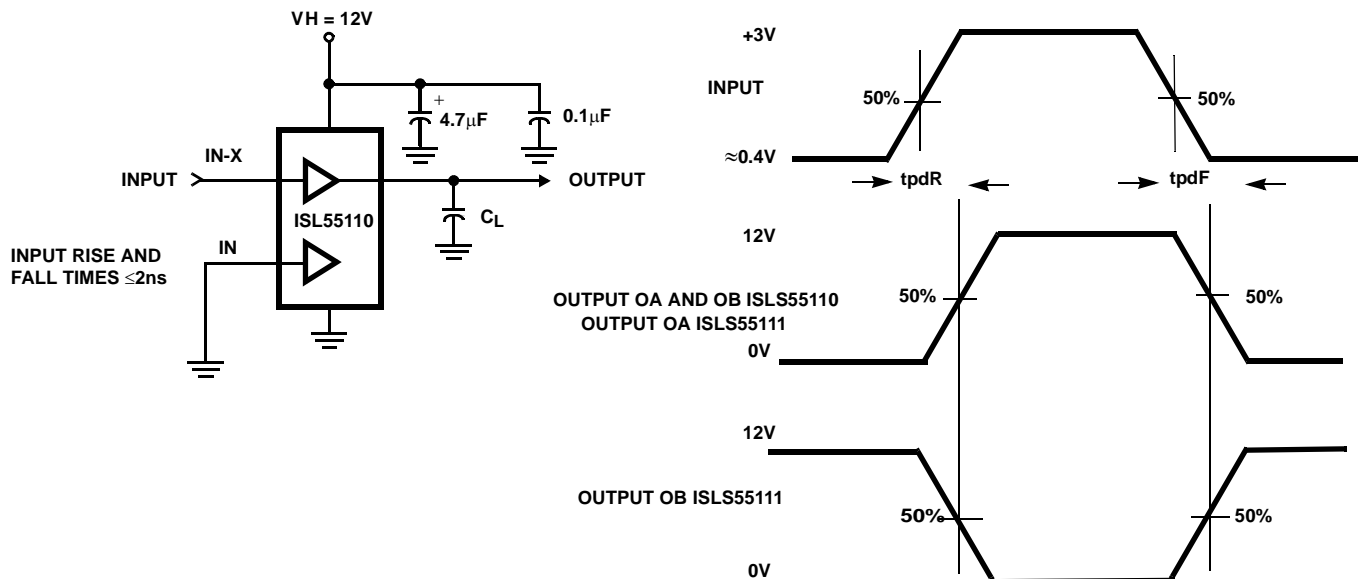 VH = 12V
+
4.7µF
0.1µF
IN-X
INPUT
OUTPUT
ISL55110
CL
IN
INPUT RISE AND
FALL TIMES ≤2ns
+3V
INPUT
50%
50%
≈0.4V
tpdR
tpdF
12V
OUTPUT OA AND OB ISLS55110
OUTPUT OA ISLS55111
50%
50%
0V
12V
OUTPUT OB ISLS55111
50%
50%
0V